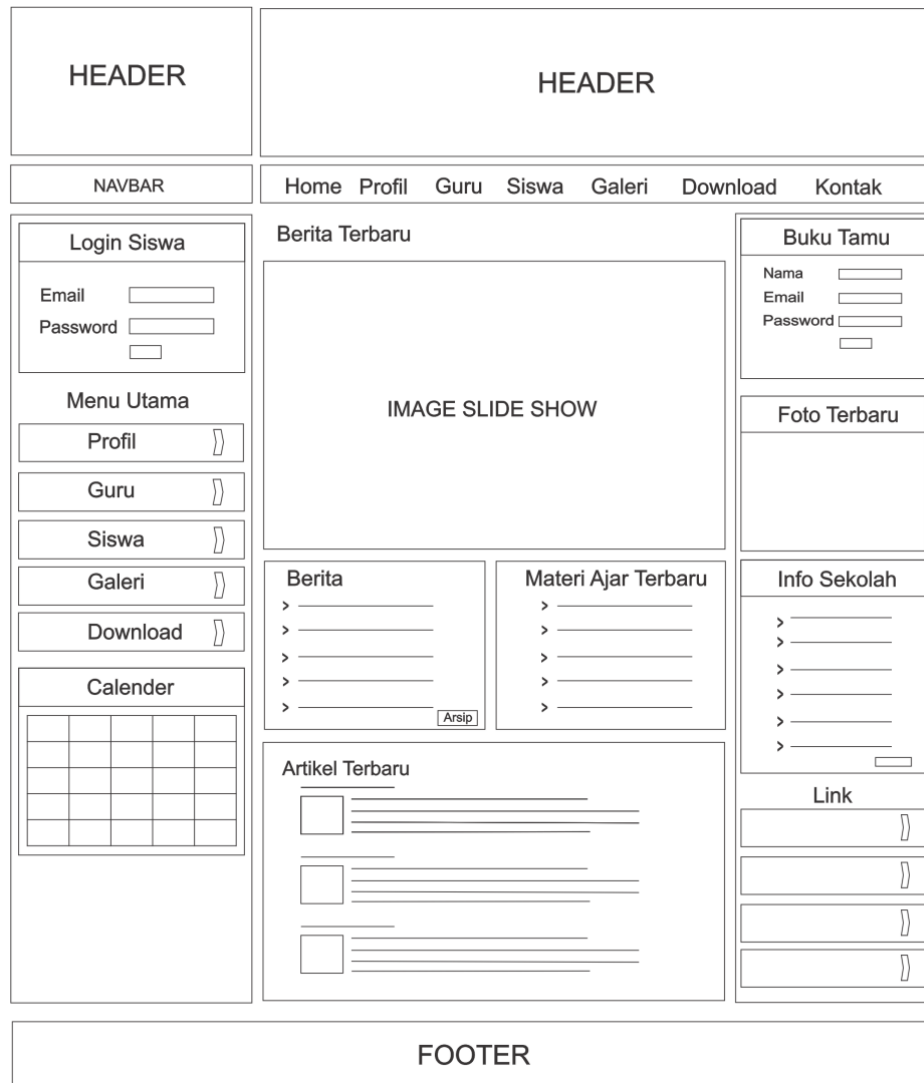 HEADER
HEADER
NAVBAR
Home Profil Guru Siswa Galeri Download Kontak
Login Siswa
Email
Password
Menu Utama
Profil
Guru
Siswa
Galeri
Download
Calender
Berita Terbaru
IMAGE SLIDE SHOW
Berita
Arsip
Materi Ajar Terbaru
Artikel Terbaru
Buku Tamu
Nama
Email
Password
Foto Terbaru
Info Sekolah
Link
FOOTER